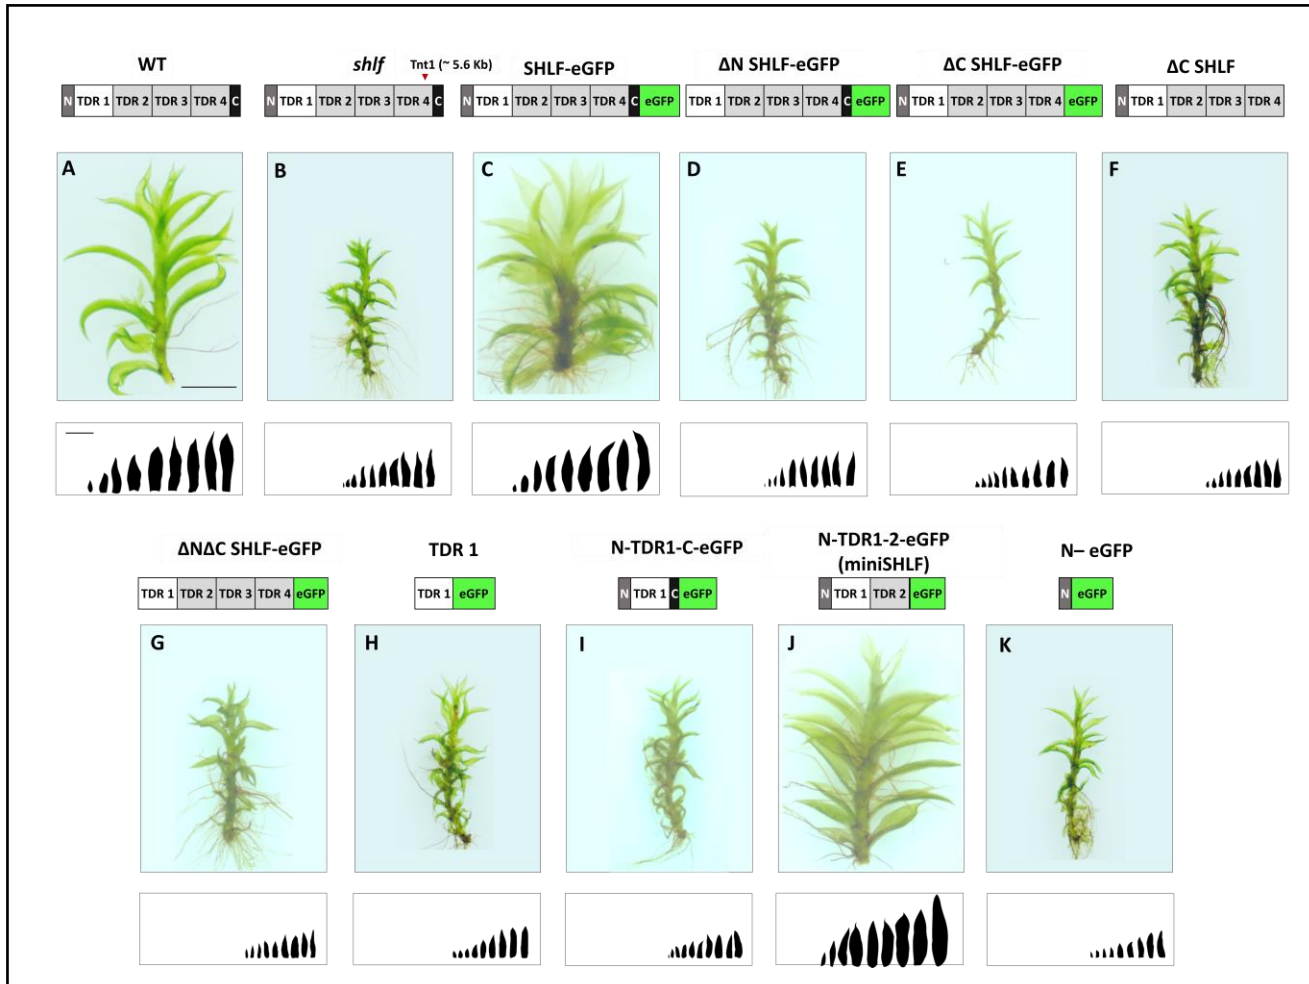 WT
N TDR 1 TDR 2 TDR 3 TDR 4 C
shlf
Tnt1 (~ 5.6 Kb)
N TDR 1 TDR 2 TDR 3 TDR 4 C
SHLF-eGFP
N TDR 1 TDR 2 TDR 3 TDR 4 C eGFP
ΔN SHLF-eGFP
TDR 1 TDR 2 TDR 3 TDR 4 C eGFP
ΔC SHLF-eGFP
N TDR 1 TDR 2 TDR 3 TDR 4 eGFP
ΔC SHLF
N TDR 1 TDR 2 TDR 3 TDR 4
A
B
C
D
E
F
ΔNΔC SHLF-eGFP
TDR 1 TDR 2 TDR 3 TDR 4 eGFP
TDR 1
TDR 1 eGFP
N-TDR1-C-eGFP
N TDR 1 C eGFP
N-TDR1-2-eGFP
(miniSHLF)
N TDR 1 TDR 2 eGFP
N– eGFP
N eGFP
G
H
I
J
K